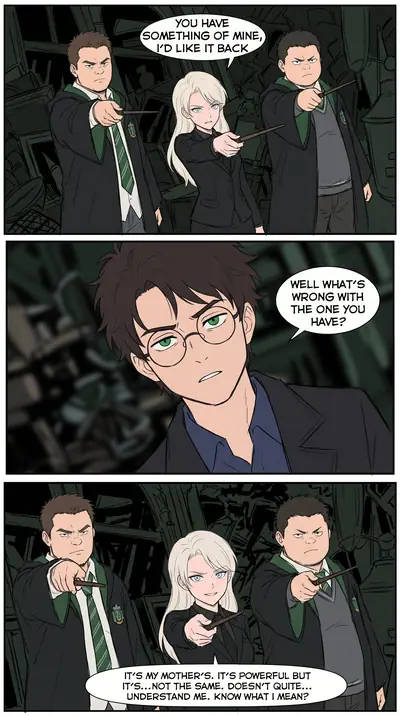 YOU HAVE
SOMETHING OF MINE,
I'D LIKE IT BACK
WELL WHAT'S
WRONG WITH
THE ONE YOU
HAVE?
IT'S MY MOTHER'S. IT'S POWERFUL BUT
IT'S...NOT THE SAME. DOESN'T QUITE...
UNDERSTAND ME. KNOW WHAT I MEAN?